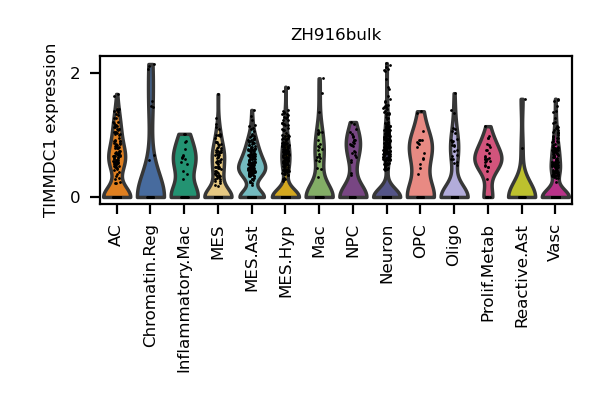 ZH916bulk
TIMMDC1 expression
2
0
AC
Chromatin.Reg
Inflammatory.Mac
MES
MES.Ast
MES.Hyp
Mac
NPC
Neuron
OPC
Oligo
Prolif.Metab
Reactive.Ast
Vasc